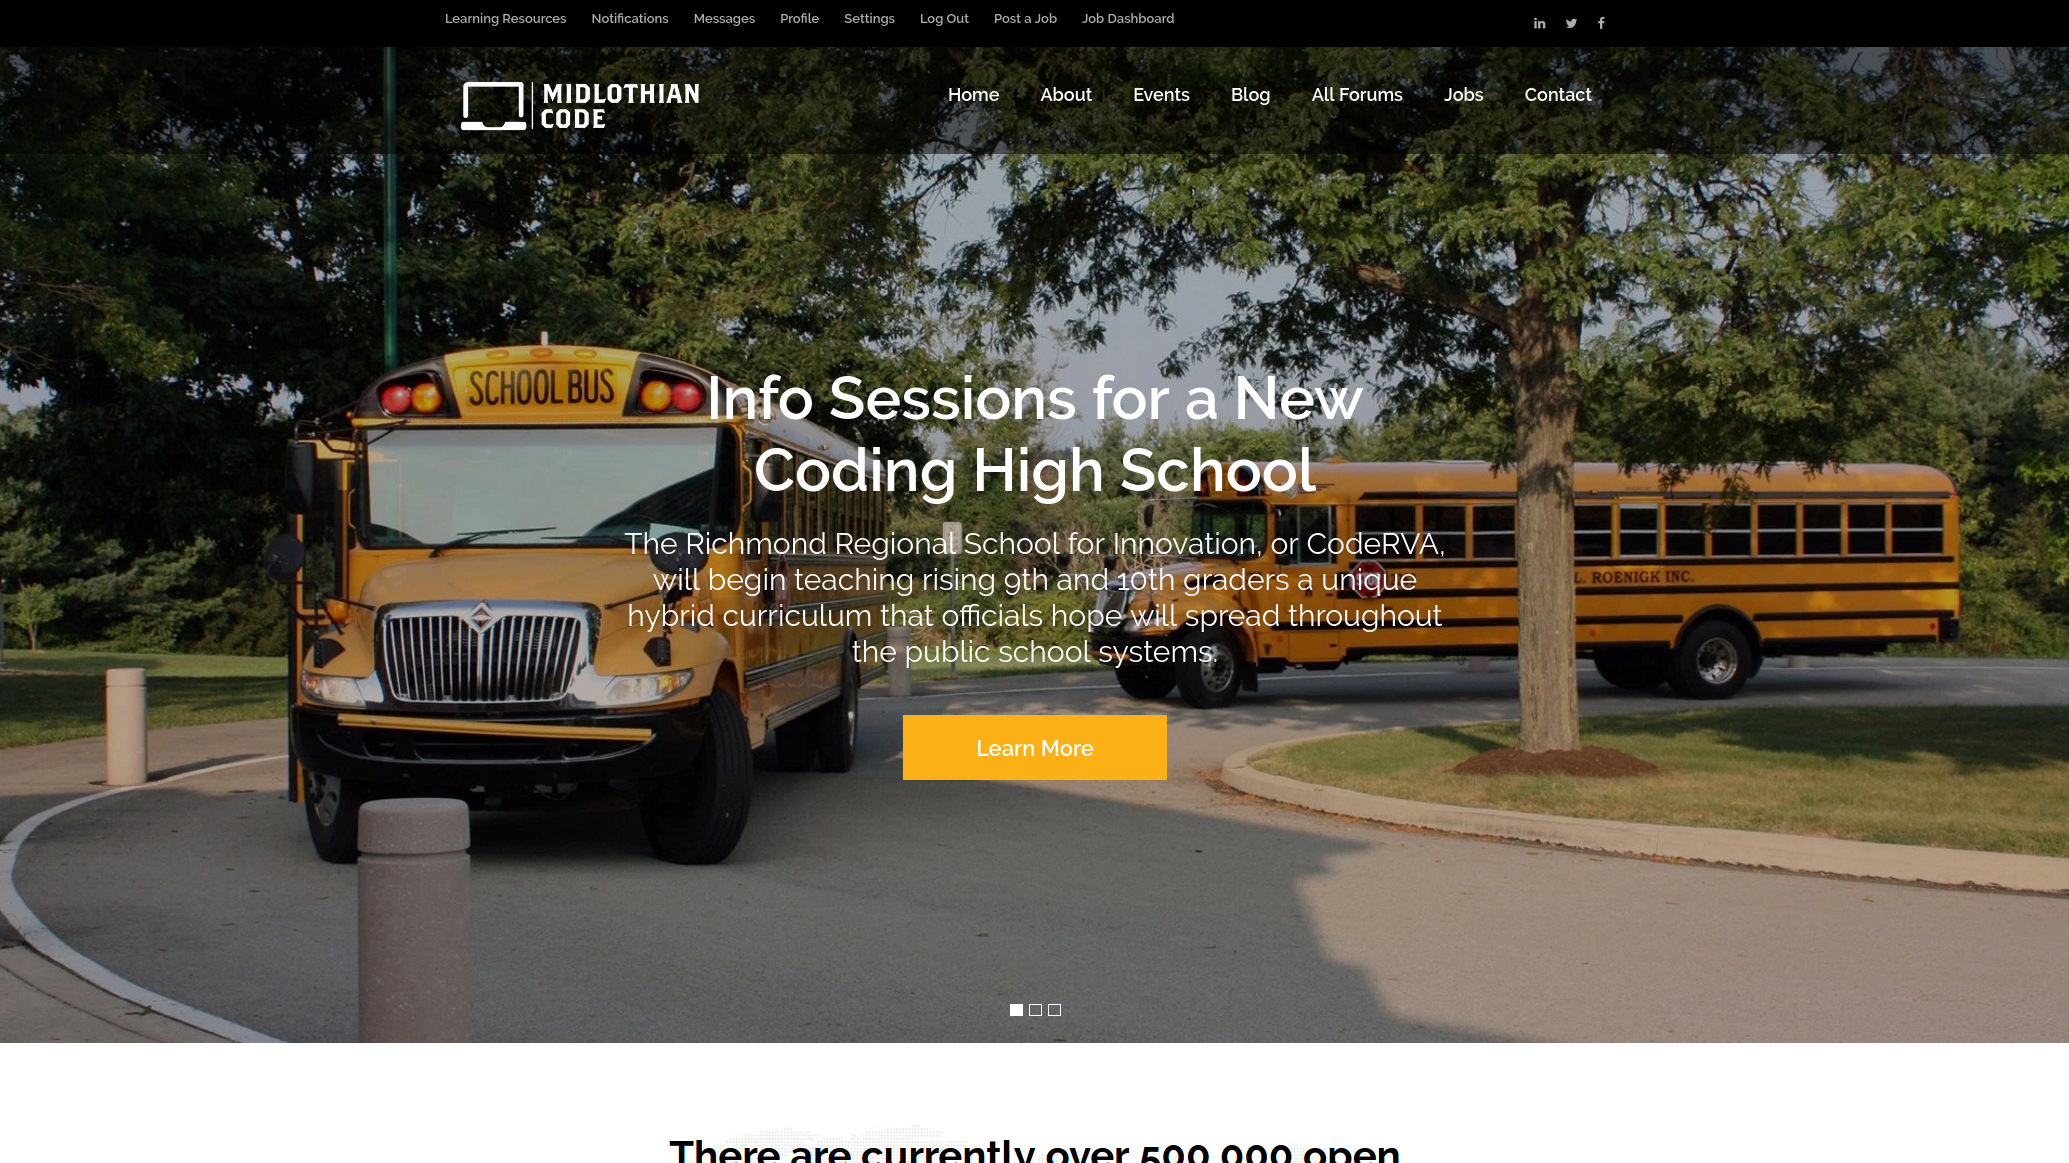 Learning Resources Notifications Messages Profile Settings Log Out Post a Job Job Dashboard
MIDLOTHIAN
CODE
Home About Events Blog All Forums Jobs Contact
SCHOOL BUS
Info Sessions for a New
Coding High School
The Richmond Regional School for Innovation, or CodeRVA,
will begin teaching rising 9th and 10th graders a unique
hybrid curriculum that officials hope will spread throughout
the public school systems.
L. ROENIGK INC.
Learn More
There are currently over 500,000 open